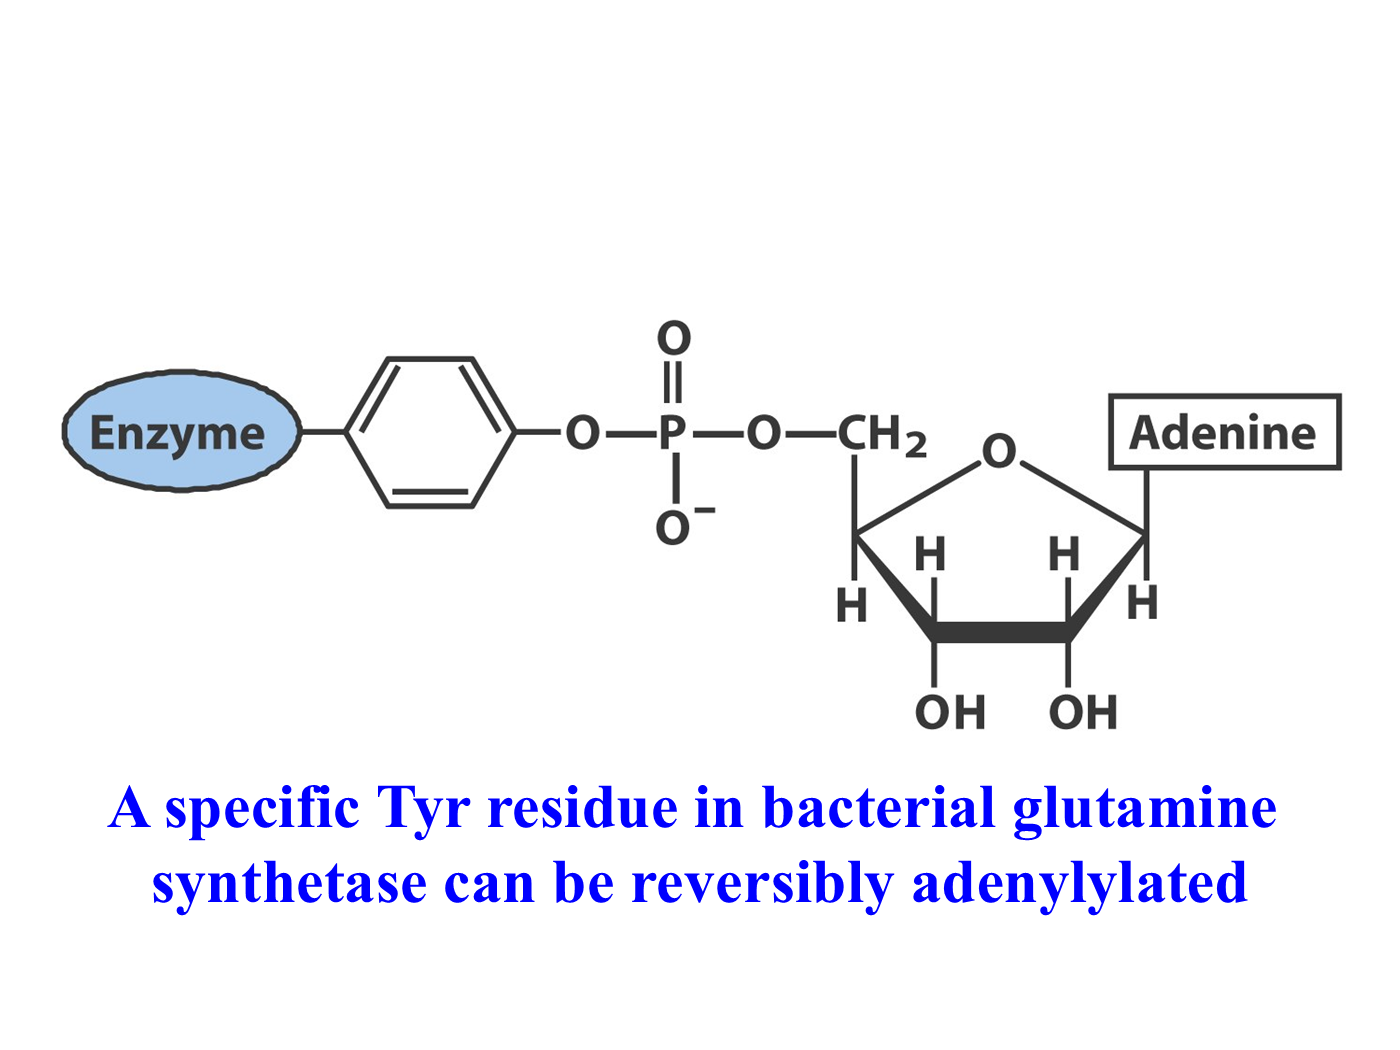 O
Enzyme
O P O CH2
O
Adenine
O−
H
H
H
H
OH
OH
A specific Tyr residue in bacterial glutamine
synthetase can be reversibly adenylylated